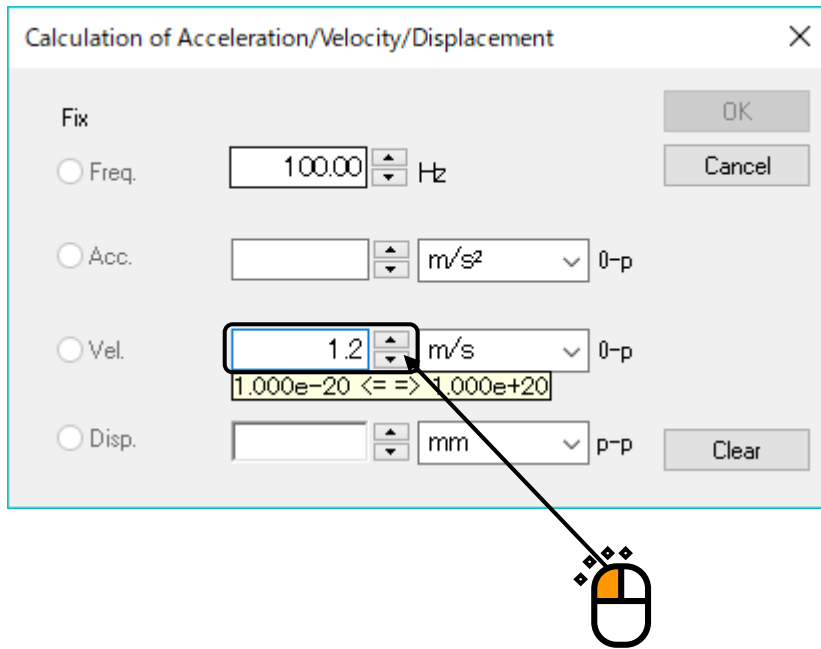 Calculation of Acceleration/Velocity/Displacement
Fix
OK
Freq. 100.00 Hz
Cancel
Acc. m/s² 0-p
Vel. 1.2 m/s 0-p
1.000e-20 <= => 1.000e+20
Disp. mm p-p
Clear